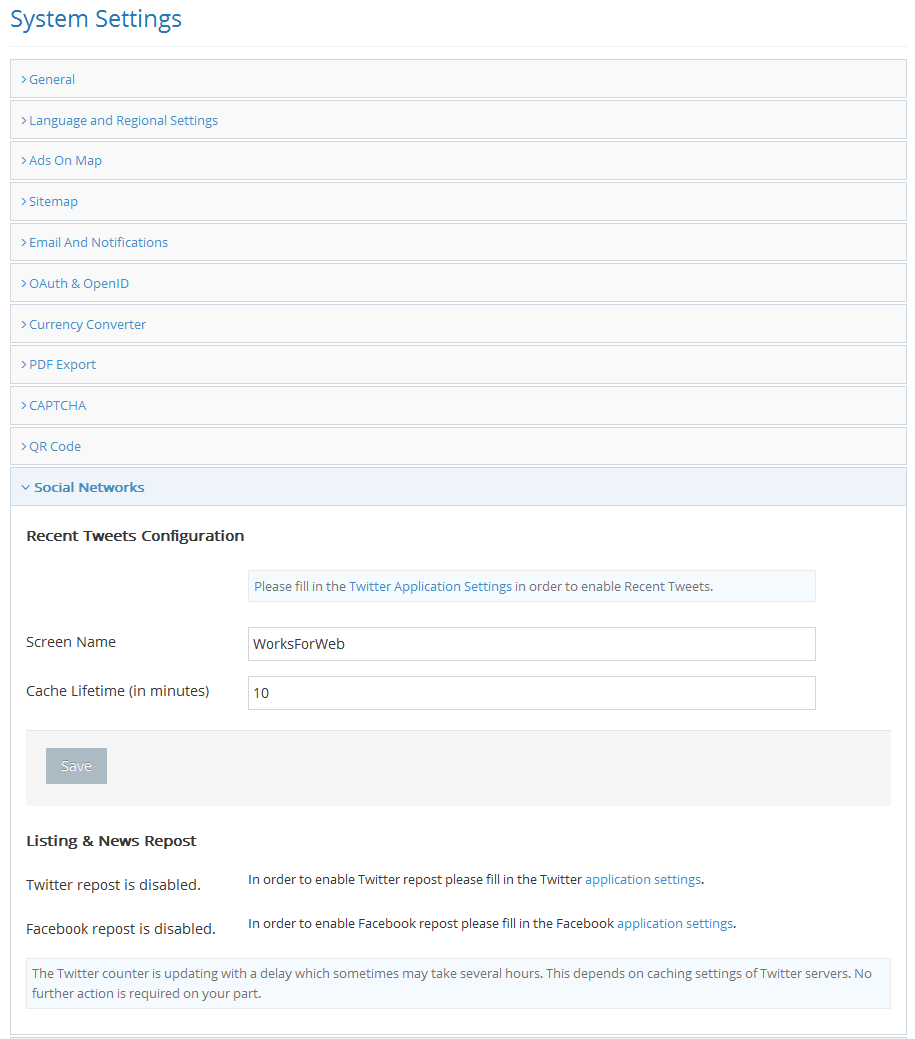 System Settings
General
Language and Regional Settings
Ads On Map
Sitemap
Email And Notifications
OAuth & OpenID
Currency Converter
PDF Export
CAPTCHA
QR Code
Social Networks
Recent Tweets Configuration
Please fill in the Twitter Application Settings in order to enable Recent Tweets.
Screen Name WorksForWeb
Cache Lifetime (in minutes) 10
Save
Listing & News Repost
Twitter repost is disabled. In order to enable Twitter repost please fill in the Twitter application settings.
Facebook repost is disabled. In order to enable Facebook repost please fill in the Facebook application settings.
The Twitter counter is updating with a delay which sometimes may take several hours. This depends on caching settings of Twitter servers. No
further action is required on your part.